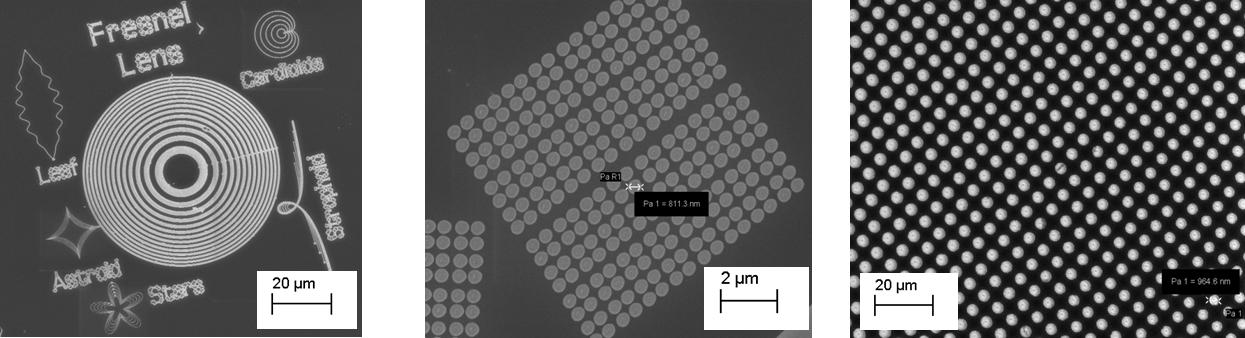 Fresnel
Lens
Cardioids
Leaf
Astroid
Stars
20 µm
Pa R1
Pa 1 = 811.3 nm
2 µm
20 µm
Pa 1 = 964.6 nm
Pa 1